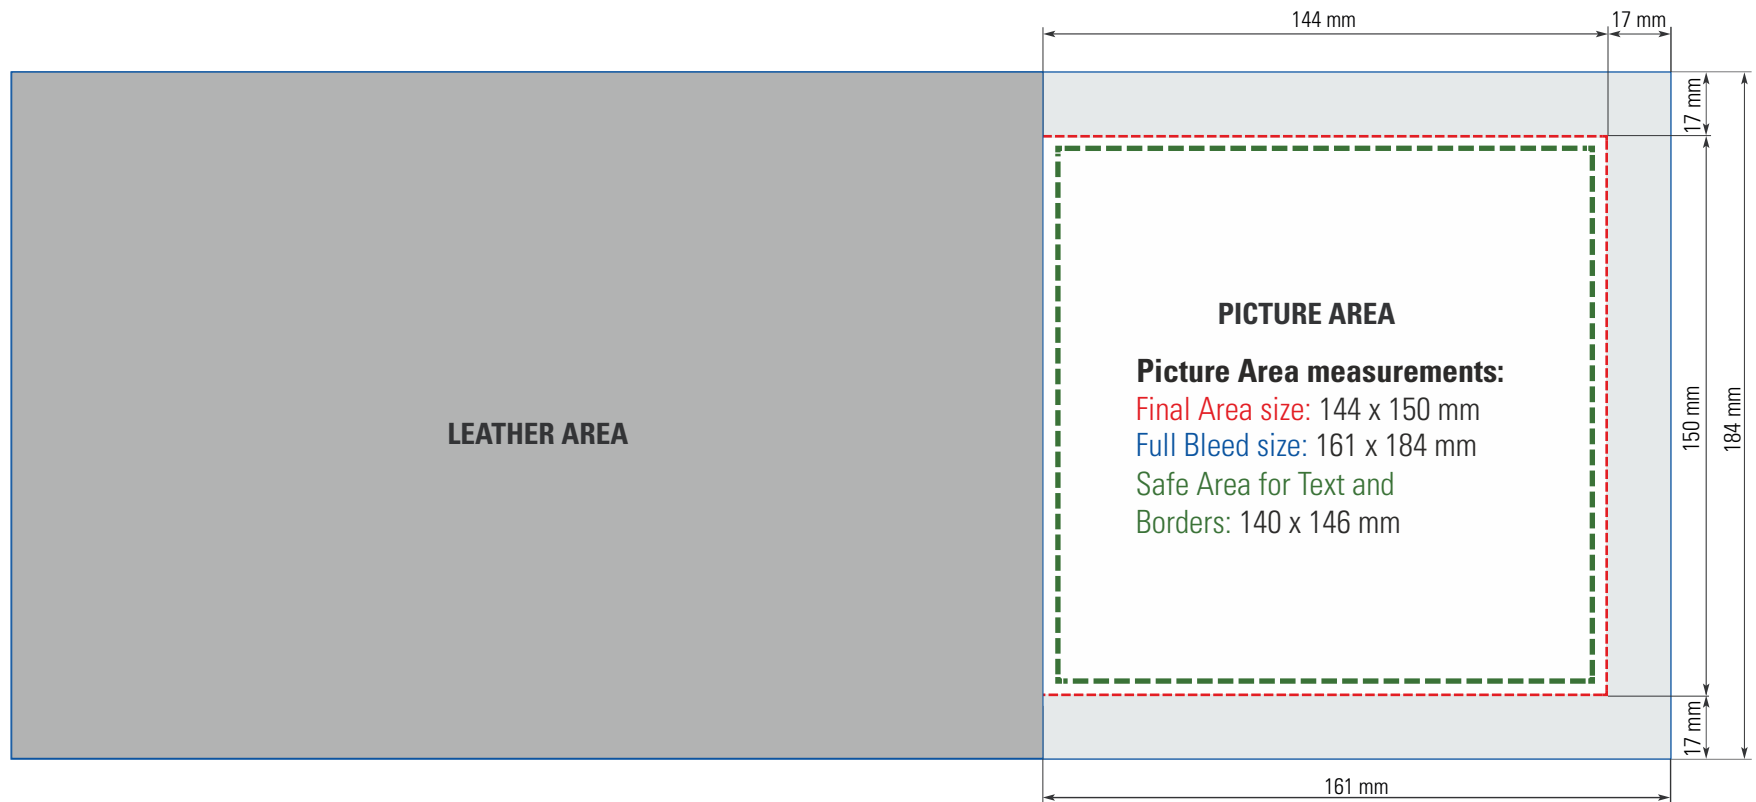 144 mm
17 mm
17 mm
PICTURE AREA
Picture Area measurements:
Final Area size: 144 x 150 mm
Full Bleed size: 161 x 184 mm
Safe Area for Text and
Borders: 140 x 146 mm
LEATHER AREA
150 mm
184 mm
17 mm
161 mm